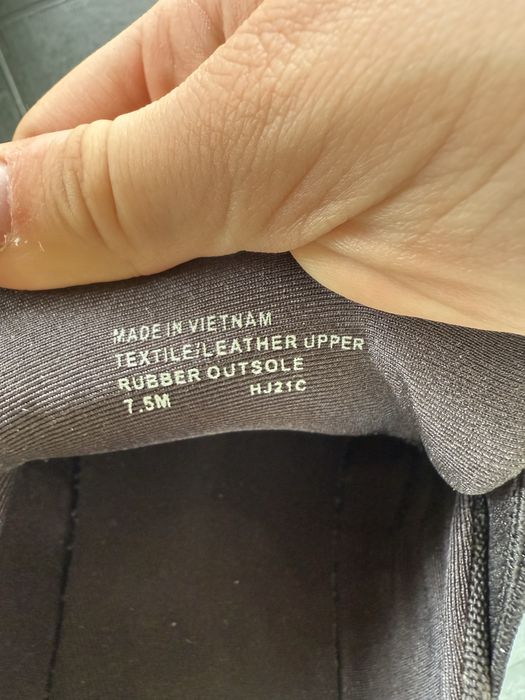 MADE IN VIETNAM
TEXTILE/LEATHER UPPER
RUBBER OUTSOLE
7.5M HJ21C